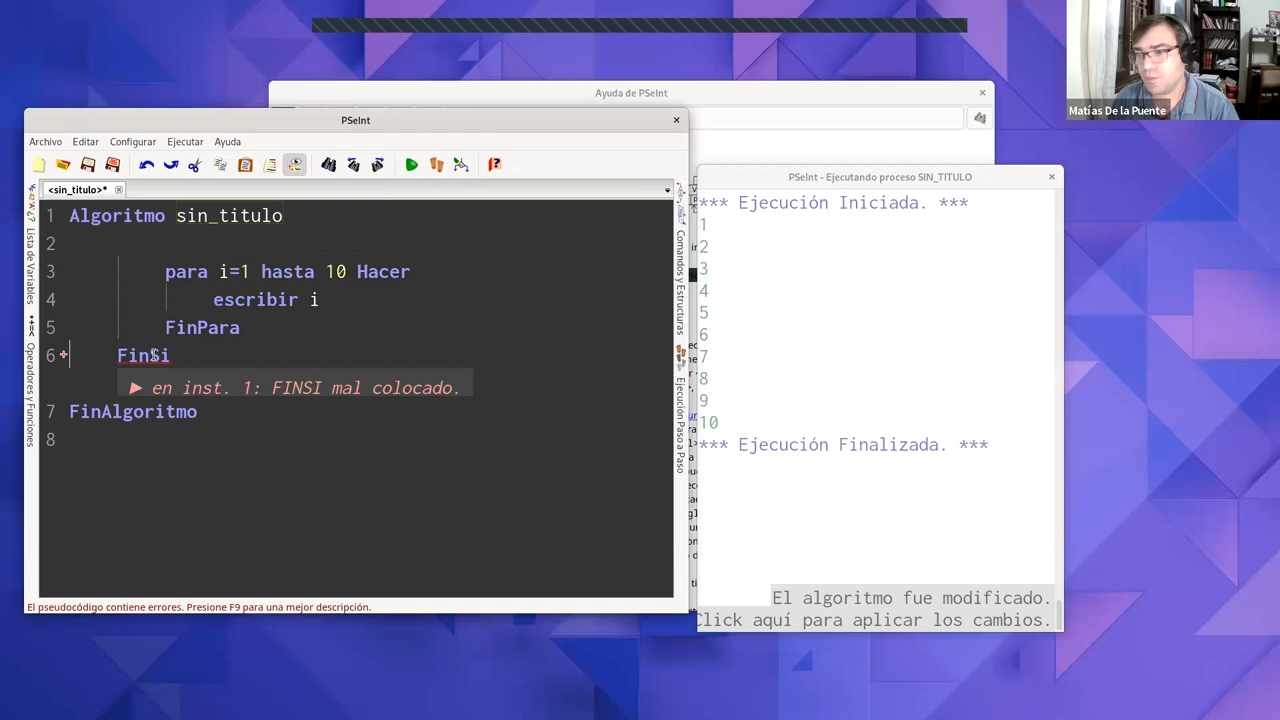 Matías De la Puente
Ayuda de PSeInt
PSeInt
Archivo Editar Configurar Ejecutar Ayuda
<sin_titulo>*
Lista de Variables
Operadores y Funciones
1 Algoritmo sin_titulo
2
3 para i=1 hasta 10 Hacer
4 escribir i
5 FinPara
6 FinSi
en inst. 1: FINSI mal colocado.
7 FinAlgoritmo
8
El pseudocódigo contiene errores. Presione F9 para una mejor descripción.
Comandos y Estructuras
Ejecución Paso a Paso
PSeInt - Ejecutando proceso SIN_TITULO
*** Ejecución Iniciada. ***
1
2
3
4
5
6
7
8
9
10
*** Ejecución Finalizada. ***
El algoritmo fue modificado.
Click aquí para aplicar los cambios.